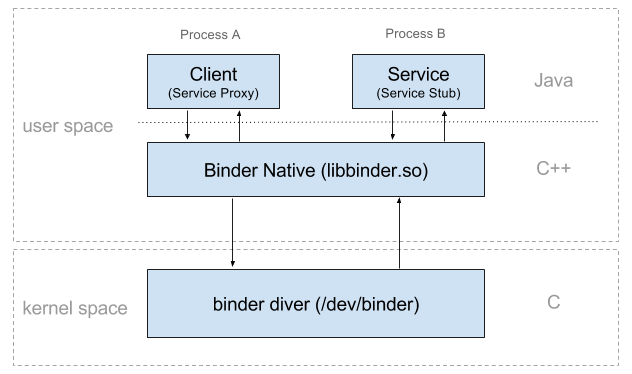 Process A
Process B
Client
(Service Proxy)
Service
(Service Stub)
Java
user space
Binder Native (libbinder.so)
C++
kernel space
binder diver (/dev/binder)
C